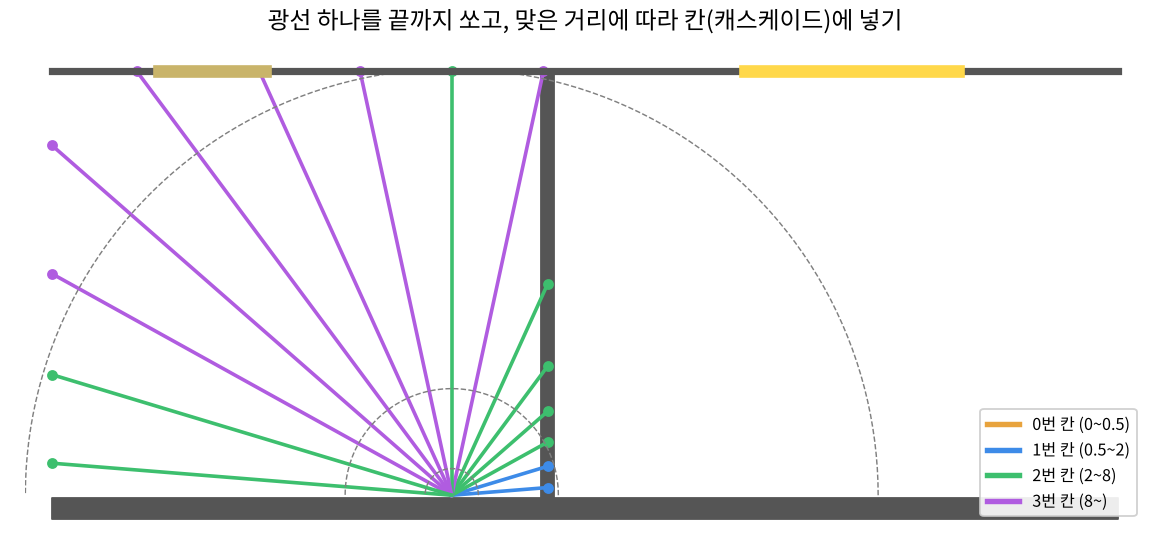 광선 하나를 끝까지 쏘고, 맞은 거리에 따라 칸(캐스케이드)에 넣기
0번 칸 (0~0.5)
1번 칸 (0.5~2)
2번 칸 (2~8)
3번 칸 (8~)